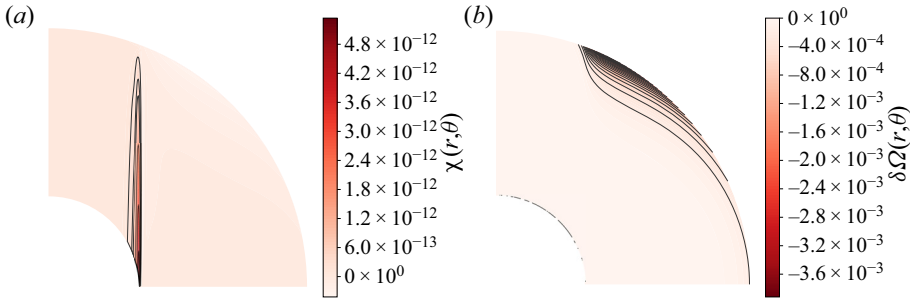 (a)
4.8 × 10⁻¹²
4.2 × 10⁻¹²
3.6 × 10⁻¹²
3.0 × 10⁻¹²
2.4 × 10⁻¹²
1.8 × 10⁻¹²
1.2 × 10⁻¹²
6.0 × 10⁻¹³
0 × 10⁰
χ(r,θ)
(b)
0 × 10⁰
−4.0 × 10⁻⁴
−8.0 × 10⁻⁴
−1.2 × 10⁻³
−1.6 × 10⁻³
−2.0 × 10⁻³
−2.4 × 10⁻³
−2.8 × 10⁻³
−3.2 × 10⁻³
−3.6 × 10⁻³
δΩ(r,θ)